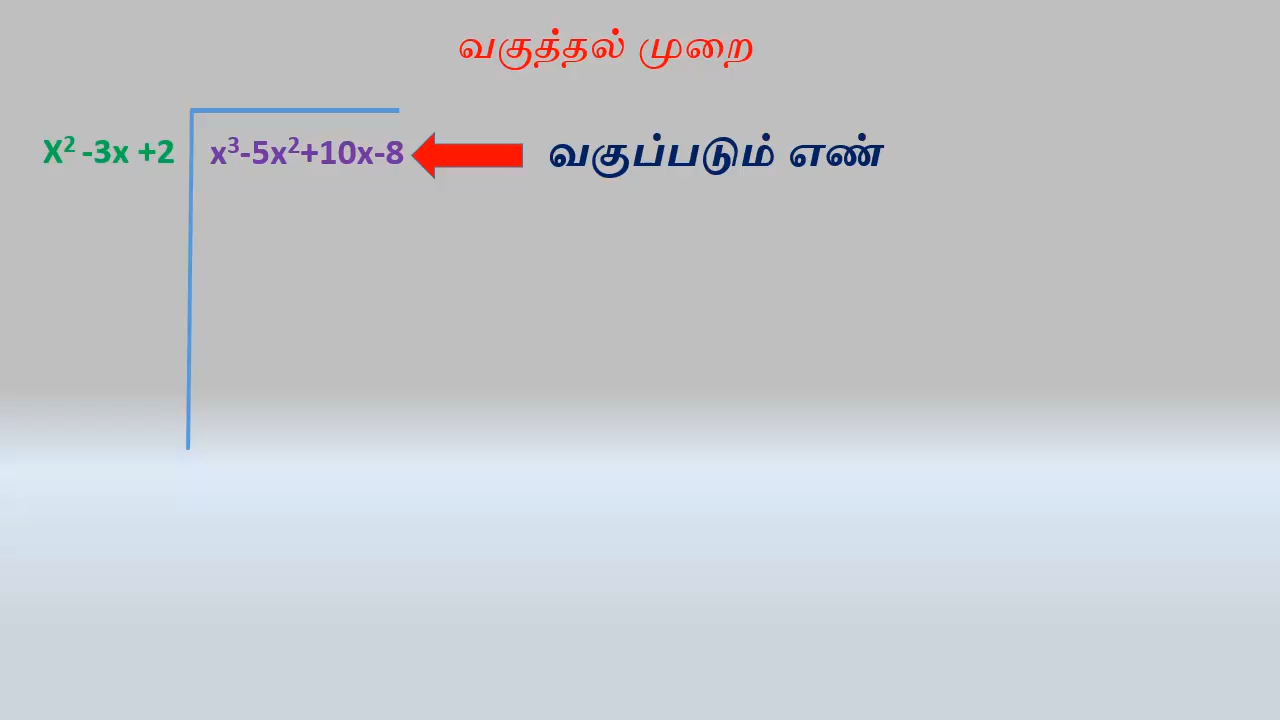 வகுத்தல் முறை
X² -3x +2 x³-5x²+10x-8 வகுப்படும் எண்